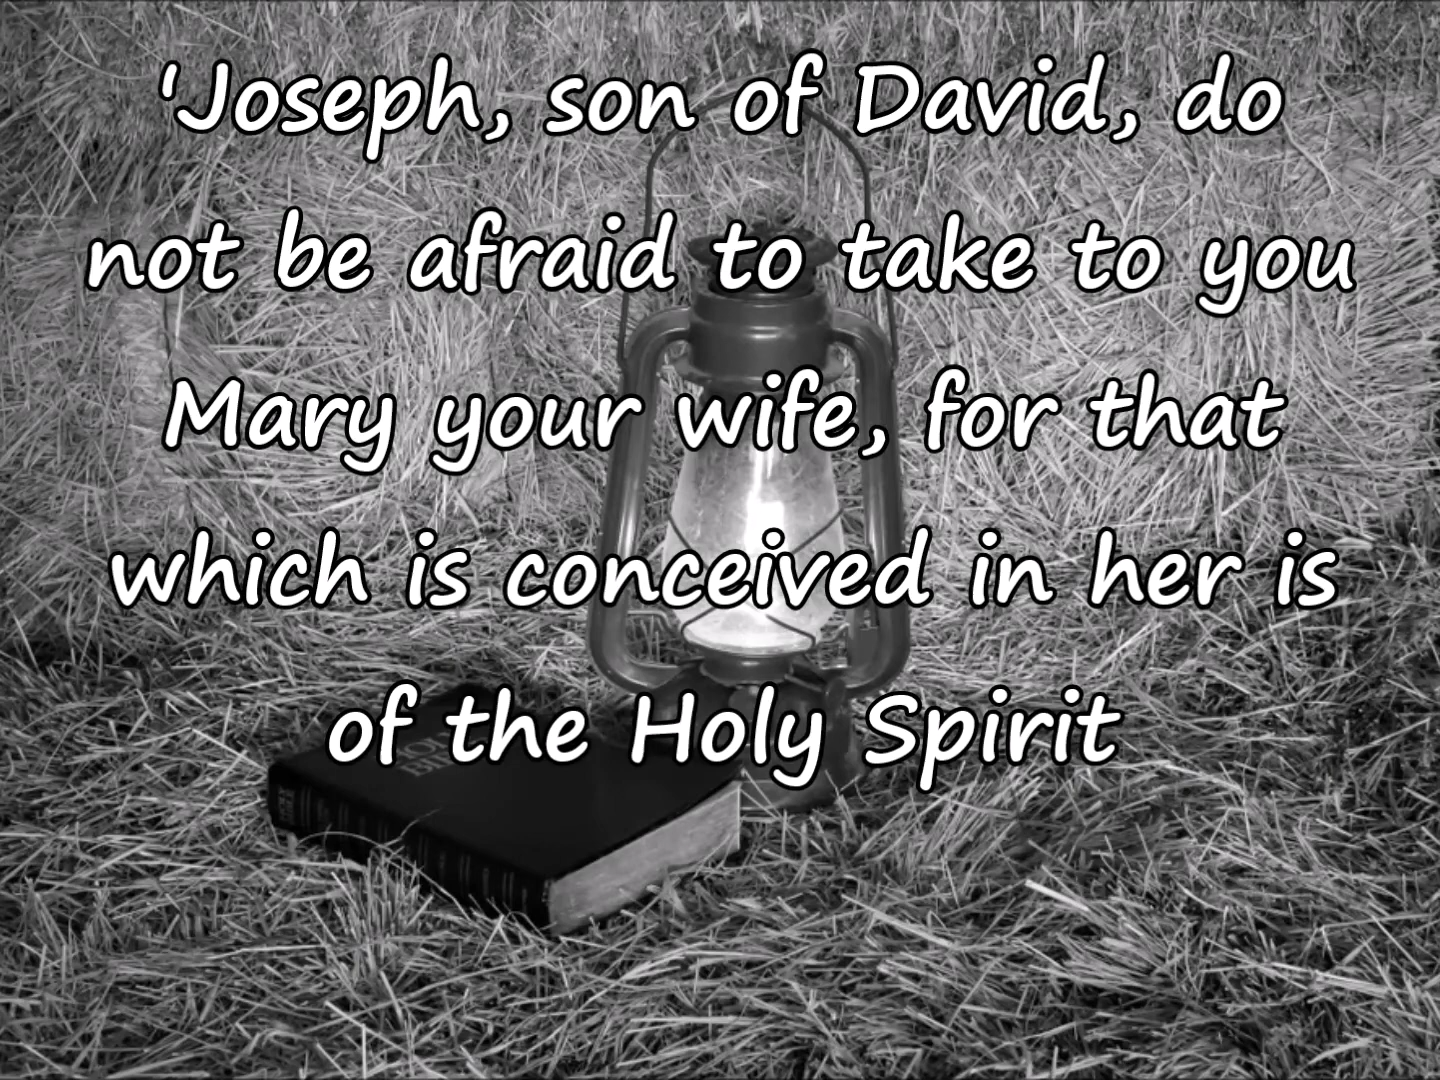 'Joseph, son of David, do
not be afraid to take to you
Mary your wife, for that
which is conceived in her is
of the Holy Spirit